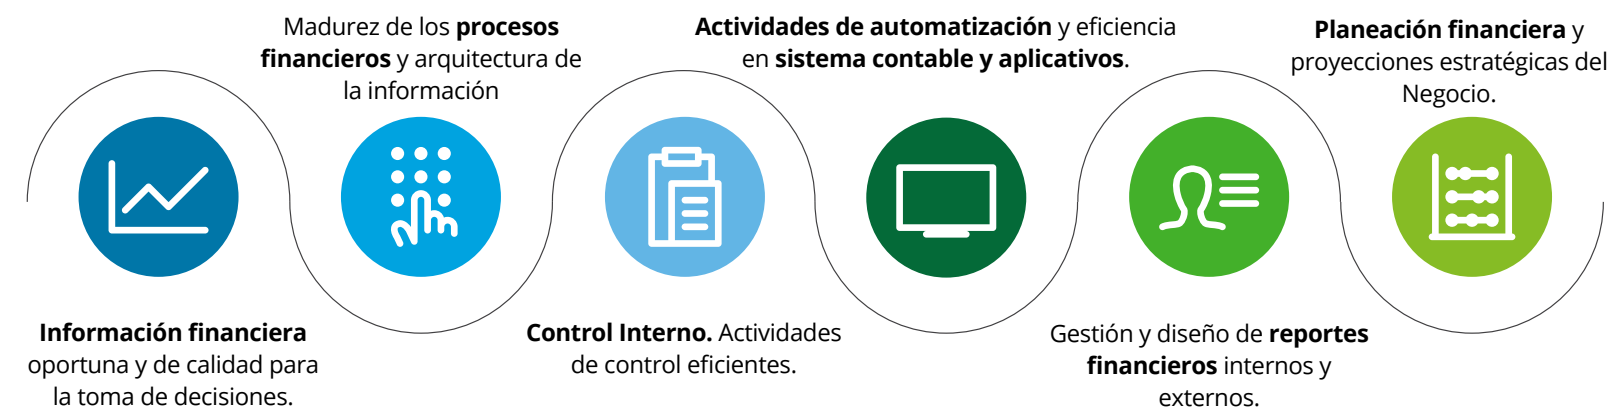 Información financiera
oportuna y de calidad para
la toma de decisiones.
Madurez de los procesos
financieros y arquitectura de
la información
Control Interno. Actividades
de control eficientes.
Actividades de automatización y eficiencia
en sistema contable y aplicativos.
Gestión y diseño de reportes
financieros internos y
externos.
Planeación financiera y
proyecciones estratégicas del
Negocio.